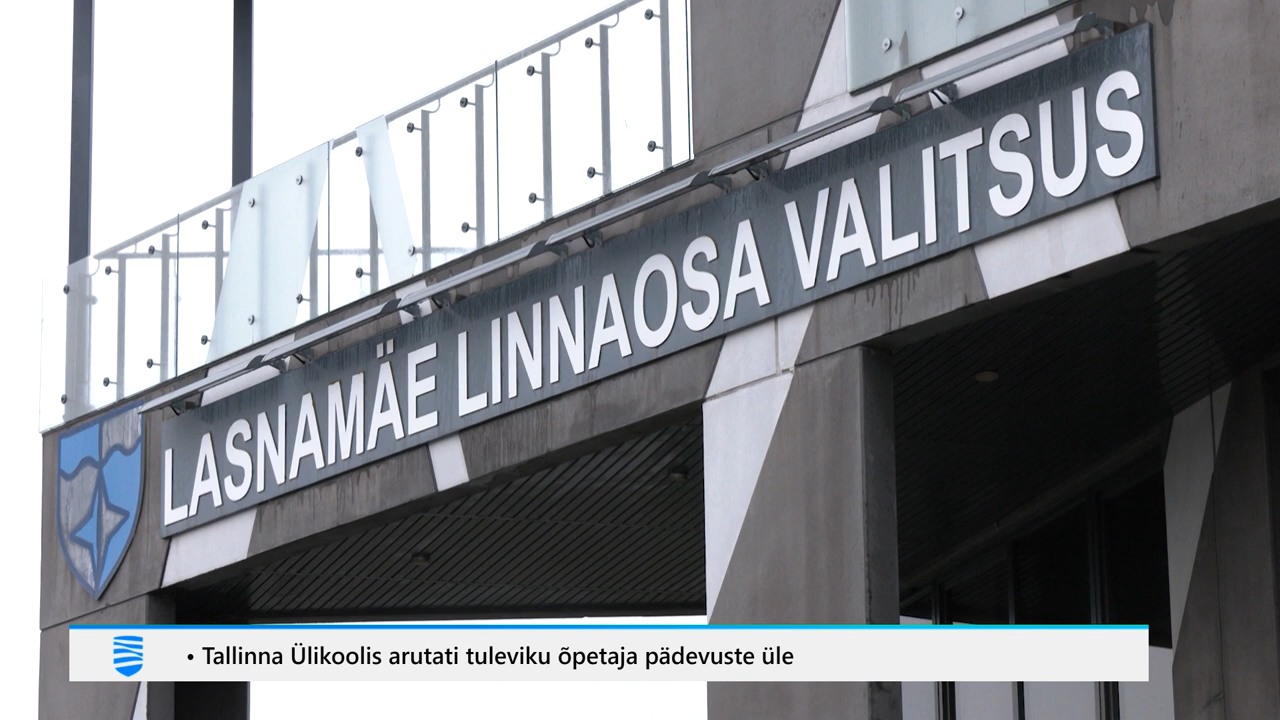 LASNAMÄE LINNAOSA VALITSUS
• Tallinna Ülikoolis arutati tuleviku õpetaja pädevuste üle